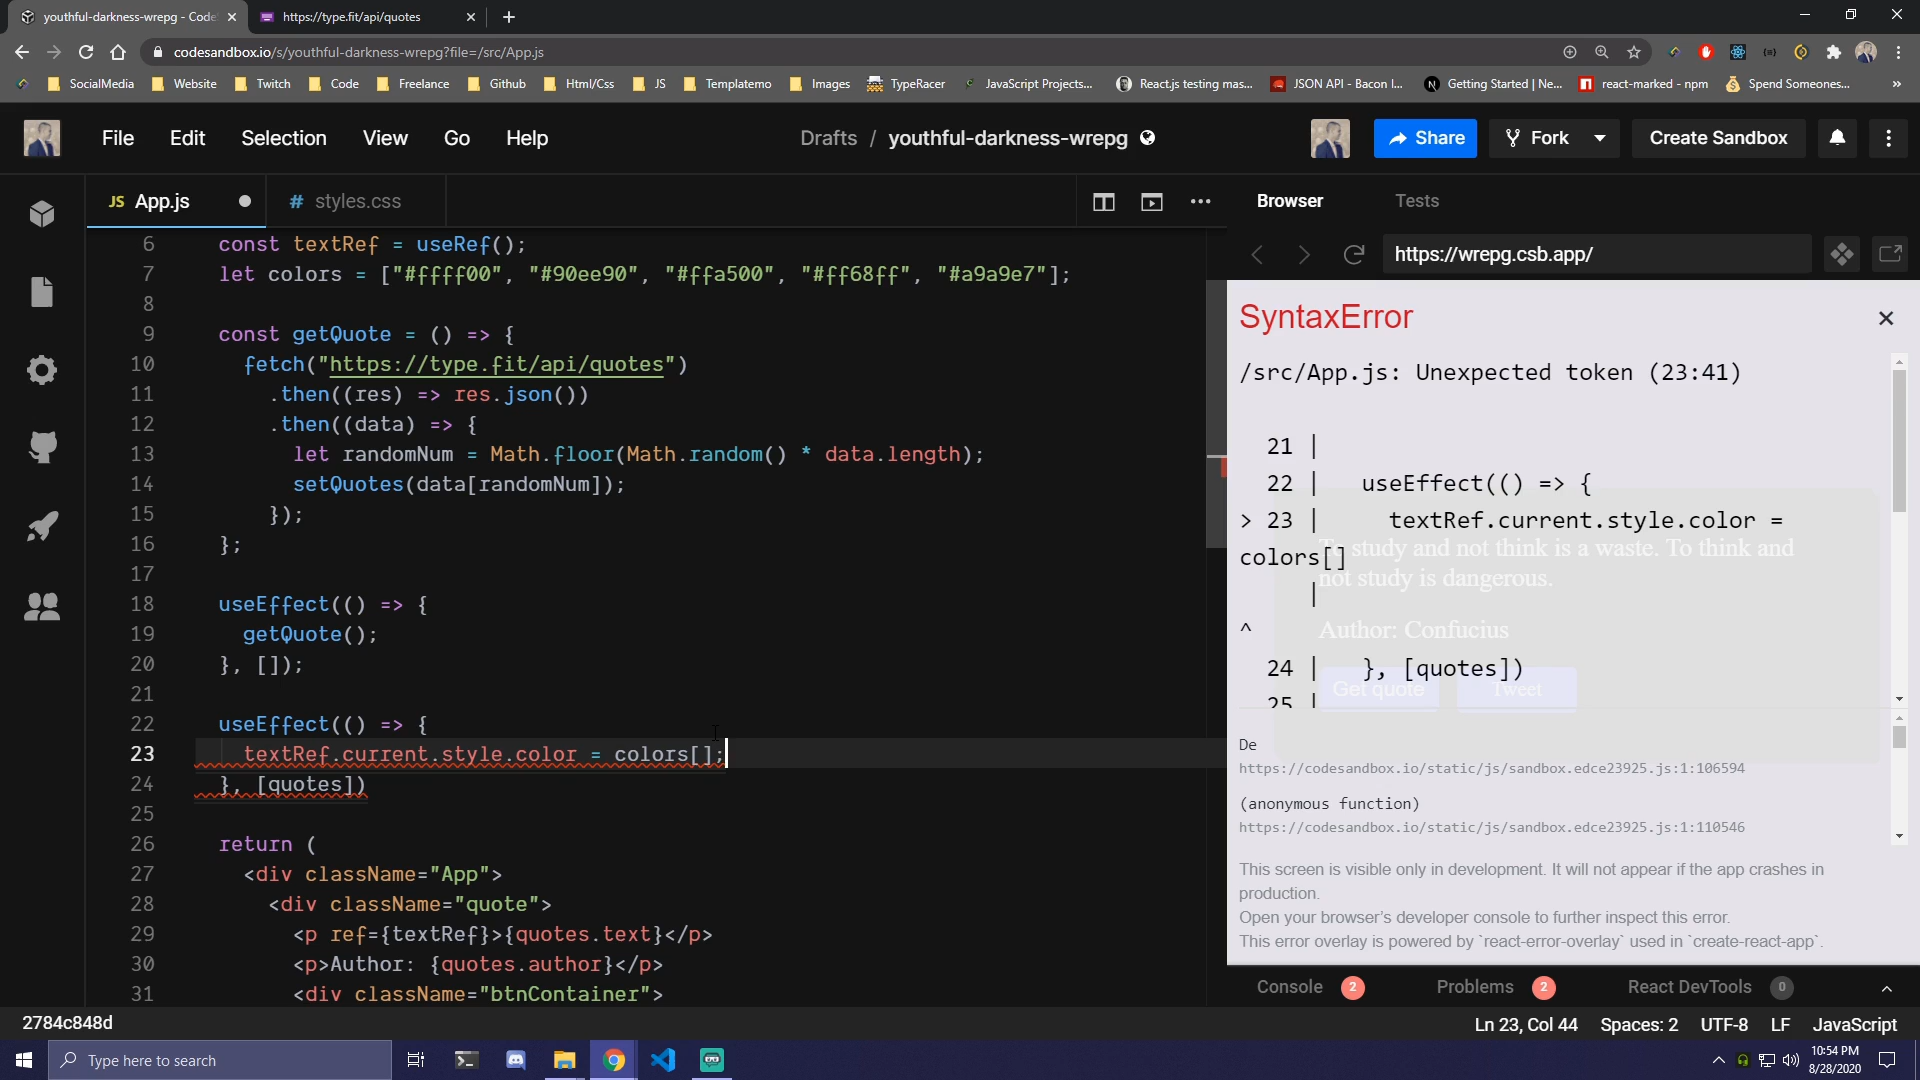 youthful-darkness-wrepg - Code
https://type.fit/api/quotes
codesandbox.io/s/youthful-darkness-wrepg?file=/src/App.js
SocialMedia Website Twitch Code Freelance Github Html/Css JS Templatemo Images TypeRacer JavaScript Projects... React.js testing mas... JSON API - Bacon I... Getting Started | Ne... react-marked - npm Spend Someones... »
File Edit Selection View Go Help
Drafts / youthful-darkness-wrepg
Share Fork Create Sandbox
JS App.js
# styles.css
Browser Tests
https://wrepg.csb.app/
6 const textRef = useRef();
7 let colors = ["#ffff00", "#90ee90", "#ffa500", "#ff68ff", "#a9a9e7"];
8
9 const getQuote = () => {
10 fetch("https://type.fit/api/quotes")
11 .then((res) => res.json())
12 .then((data) => {
13 let randomNum = Math.floor(Math.random() * data.length);
14 setQuotes(data[randomNum]);
15 });
16 };
17
18 useEffect(() => {
19 getQuote();
20 }, []);
21
22 useEffect(() => {
23 textRef.current.style.color = colors[];
24 }, [quotes])
25
26 return (
27 <div className="App">
28 <div className="quote">
29 <p ref={textRef}>{quotes.text}</p>
30 <p>Author: {quotes.author}</p>
31 <div className="btnContainer">
SyntaxError
/src/App.js: Unexpected token (23:41)
21 |
22 | useEffect(() => {
> 23 | textRef.current.style.color =
colors[]
|
^
24 | }, [quotes])
25 |
To study and not think is a waste. To think and
not study is dangerous.
Author: Confucius
Get quote Tweet
De
https://codesandbox.io/static/js/sandbox.edce23925.js:1:106594
(anonymous function)
https://codesandbox.io/static/js/sandbox.edce23925.js:1:110546
This screen is visible only in development. It will not appear if the app crashes in
production.
Open your browser's developer console to further inspect this error.
This error overlay is powered by `react-error-overlay` used in `create-react-app`.
Console 2 Problems 2 React DevTools 0
2784c848d
Ln 23, Col 44 Spaces: 2 UTF-8 LF JavaScript
Type here to search
10:54 PM
8/28/2020